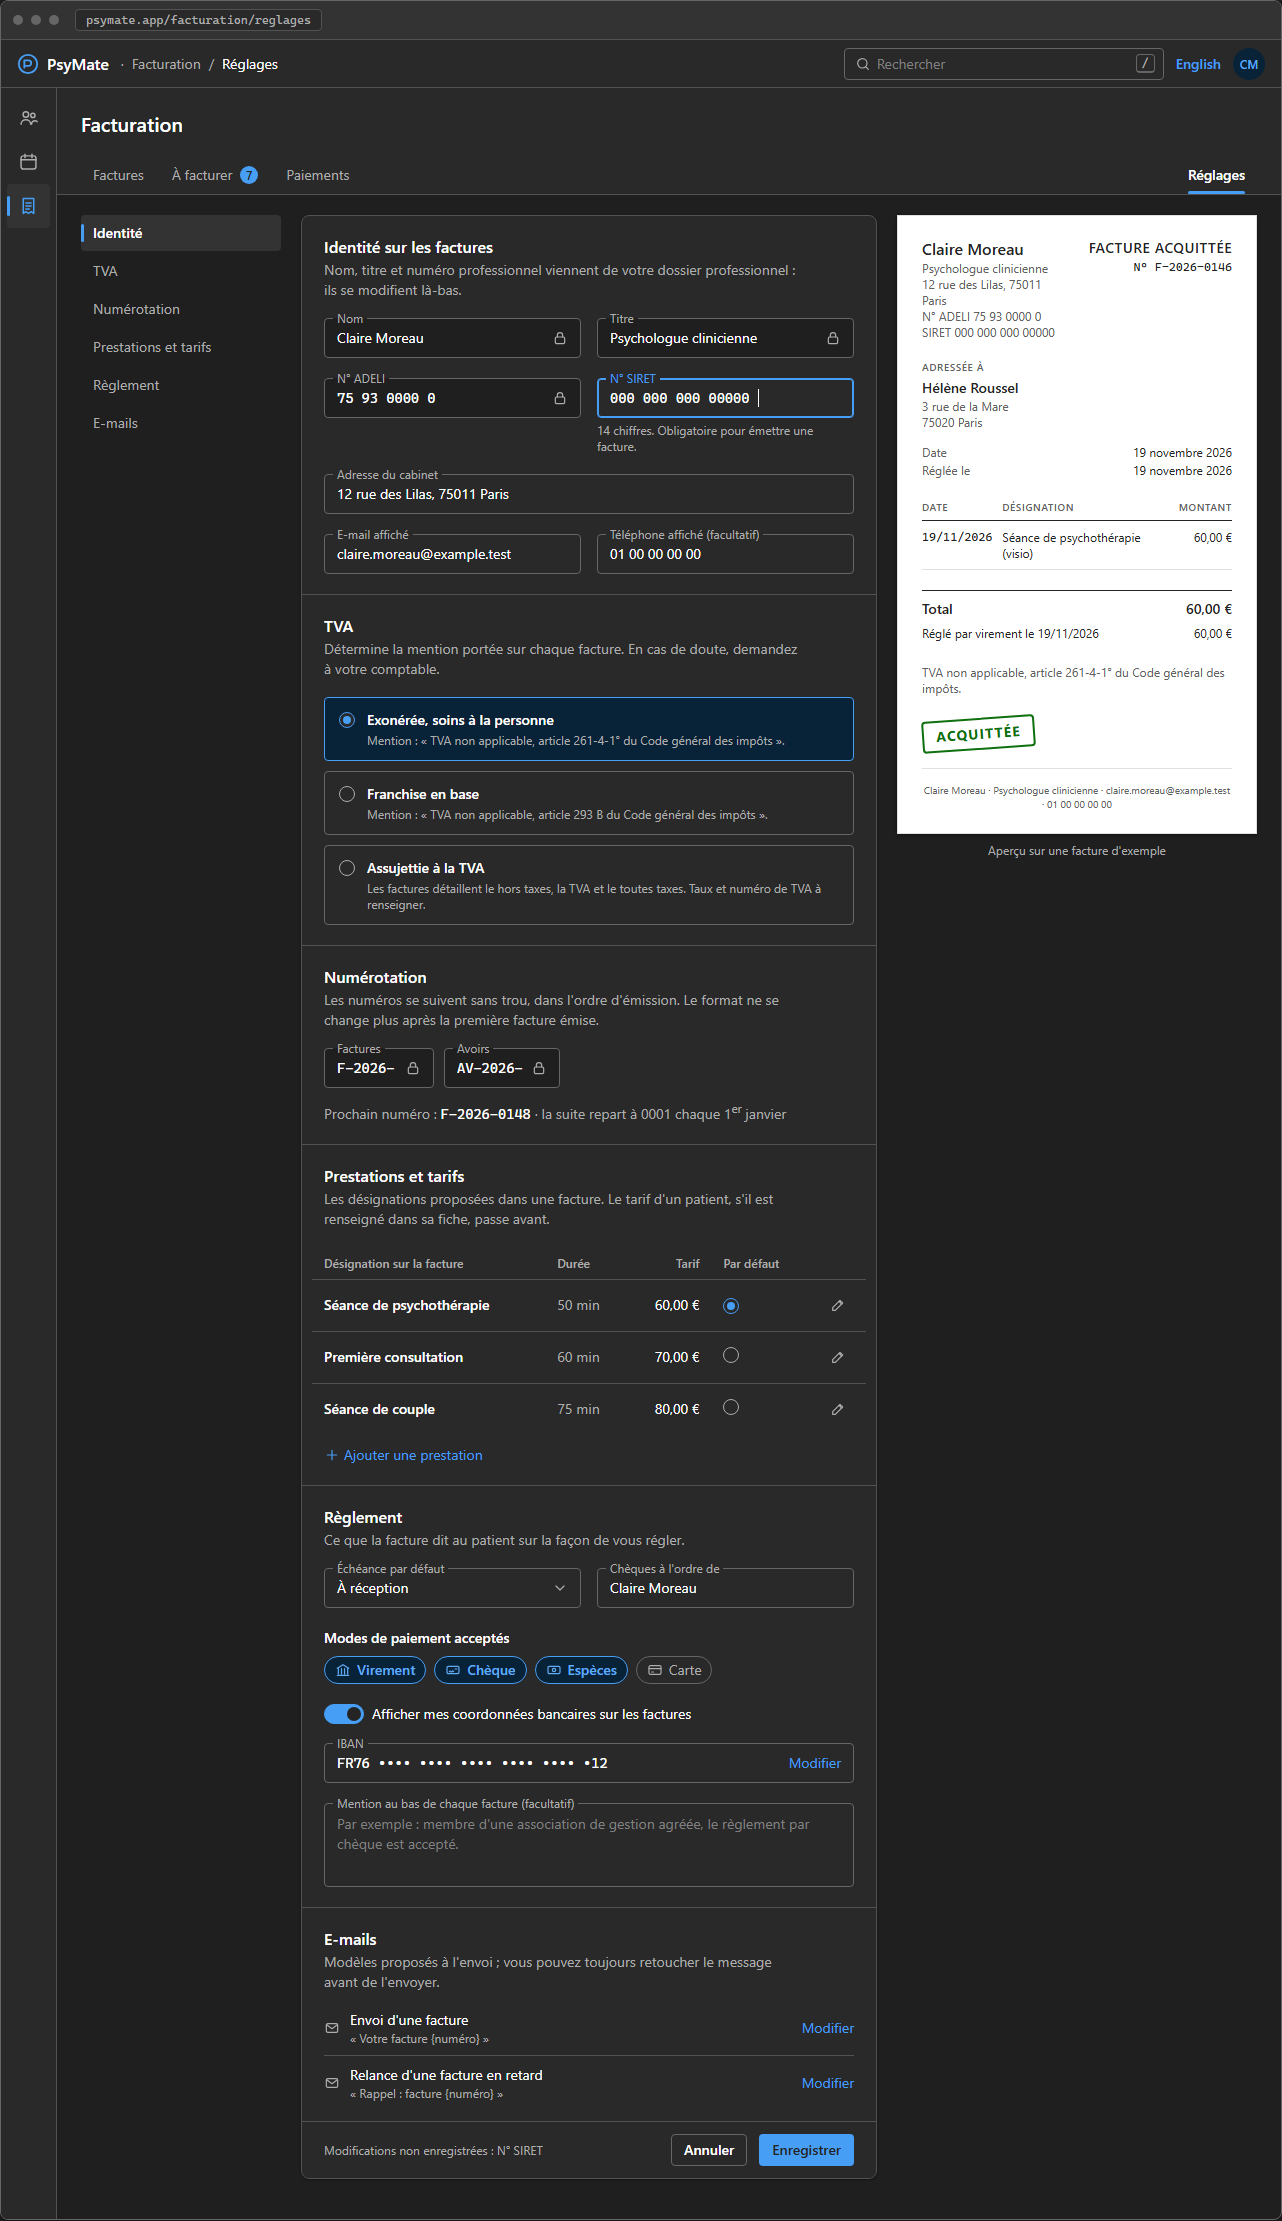 psymate.app/facturation/reglages
PsyMate · Facturation / Réglages
Rechercher /
English
CM
Facturation
Factures
À facturer 7
Paiements
Réglages
Identité
TVA
Numérotation
Prestations et tarifs
Règlement
E-mails
Identité sur les factures
Nom, titre et numéro professionnel viennent de votre dossier professionnel :
ils se modifient là-bas.
Nom
Claire Moreau
Titre
Psychologue clinicienne
N° ADELI
75 93 0000 0
N° SIRET
000 000 000 00000
14 chiffres. Obligatoire pour émettre une
facture.
Adresse du cabinet
12 rue des Lilas, 75011 Paris
E-mail affiché
claire.moreau@example.test
Téléphone affiché (facultatif)
01 00 00 00 00
TVA
Détermine la mention portée sur chaque facture. En cas de doute, demandez
à votre comptable.
Exonérée, soins à la personne
Mention : « TVA non applicable, article 261-4-1° du Code général des impôts ».
Franchise en base
Mention : « TVA non applicable, article 293 B du Code général des impôts ».
Assujettie à la TVA
Les factures détaillent le hors taxes, la TVA et le toutes taxes. Taux et numéro de TVA à
renseigner.
Numérotation
Les numéros se suivent sans trou, dans l'ordre d'émission. Le format ne se
change plus après la première facture émise.
Factures
F-2026-
Avoirs
AV-2026-
Prochain numéro : F-2026-0148 · la suite repart à 0001 chaque 1er janvier
Prestations et tarifs
Les désignations proposées dans une facture. Le tarif d'un patient, s'il est
renseigné dans sa fiche, passe avant.
Désignation sur la facture Durée Tarif Par défaut
Séance de psychothérapie 50 min 60,00 €
Première consultation 60 min 70,00 €
Séance de couple 75 min 80,00 €
+ Ajouter une prestation
Règlement
Ce que la facture dit au patient sur la façon de vous régler.
Échéance par défaut
À réception
Chèques à l'ordre de
Claire Moreau
Modes de paiement acceptés
Virement
Chèque
Espèces
Carte
Afficher mes coordonnées bancaires sur les factures
IBAN
FR76 •••• •••• •••• •••• •••• •12
Modifier
Mention au bas de chaque facture (facultatif)
Par exemple : membre d'une association de gestion agréée, le règlement par
chèque est accepté.
E-mails
Modèles proposés à l'envoi ; vous pouvez toujours retoucher le message
avant de l'envoyer.
Envoi d'une facture
« Votre facture {numéro} »
Modifier
Relance d'une facture en retard
« Rappel : facture {numéro} »
Modifier
Modifications non enregistrées : N° SIRET
Annuler
Enregistrer
Claire Moreau
Psychologue clinicienne
12 rue des Lilas, 75011
Paris
N° ADELI 75 93 0000 0
SIRET 000 000 000 00000
FACTURE ACQUITTÉE
N° F-2026-0146
ADRESSÉE À
Hélène Roussel
3 rue de la Mare
75020 Paris
Date 19 novembre 2026
Réglée le 19 novembre 2026
DATE DÉSIGNATION MONTANT
19/11/2026 Séance de psychothérapie 60,00 €
(visio)
Total 60,00 €
Réglé par virement le 19/11/2026 60,00 €
TVA non applicable, article 261-4-1° du Code général des
impôts.
ACQUITTÉE
Claire Moreau · Psychologue clinicienne · claire.moreau@example.test
· 01 00 00 00 00
Aperçu sur une facture d'exemple